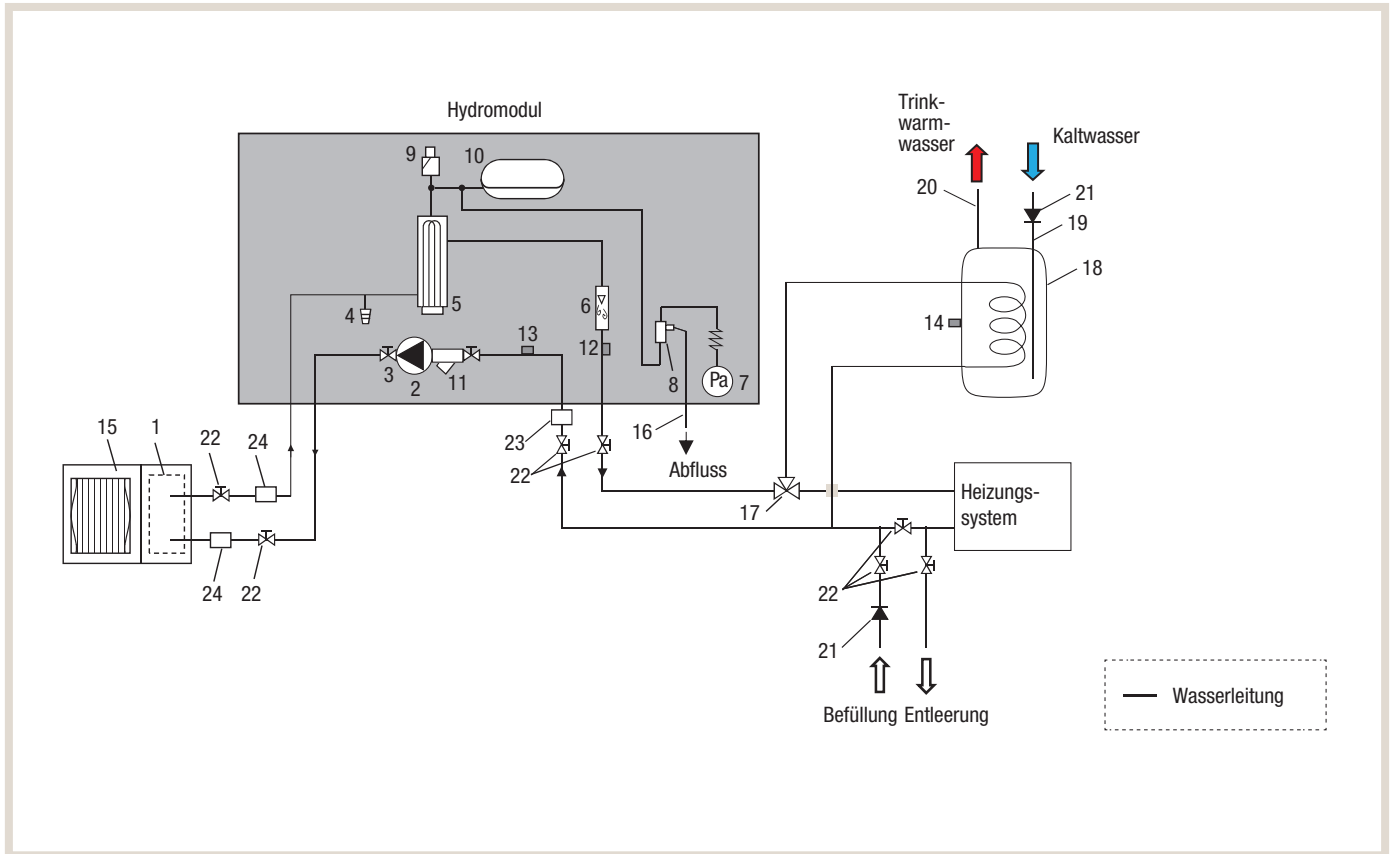 Hydromodul
Trink-
warm-
wasser
Kaltwasser
9
10
20
21
19
18
5
6
4
14
13
12
3
2
11
8
Pa
7
15
1
22
24
23
22
16
Abfluss
17
Heizungs-
system
24
22
22
21
Befüllung
Entleerung
Wasserleitung